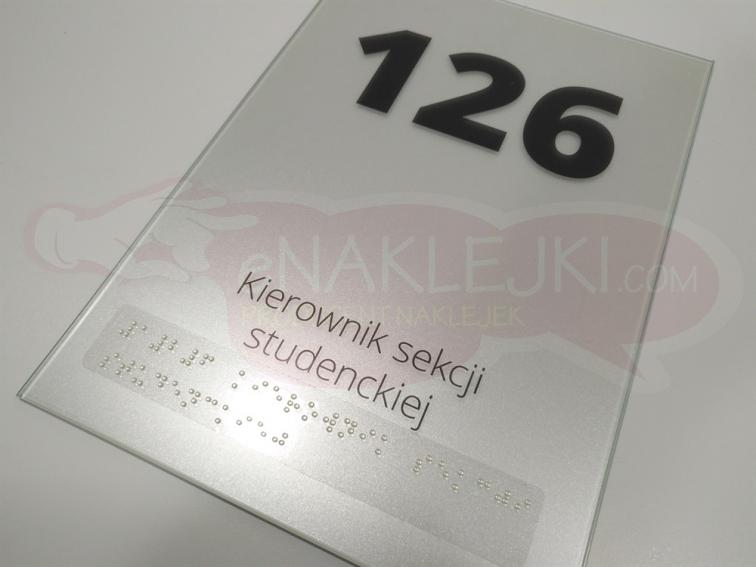 126
eNAKLEJKI.COM
PRODUCENT NAKLEJEK
Kierownik sekcji
studenckiej